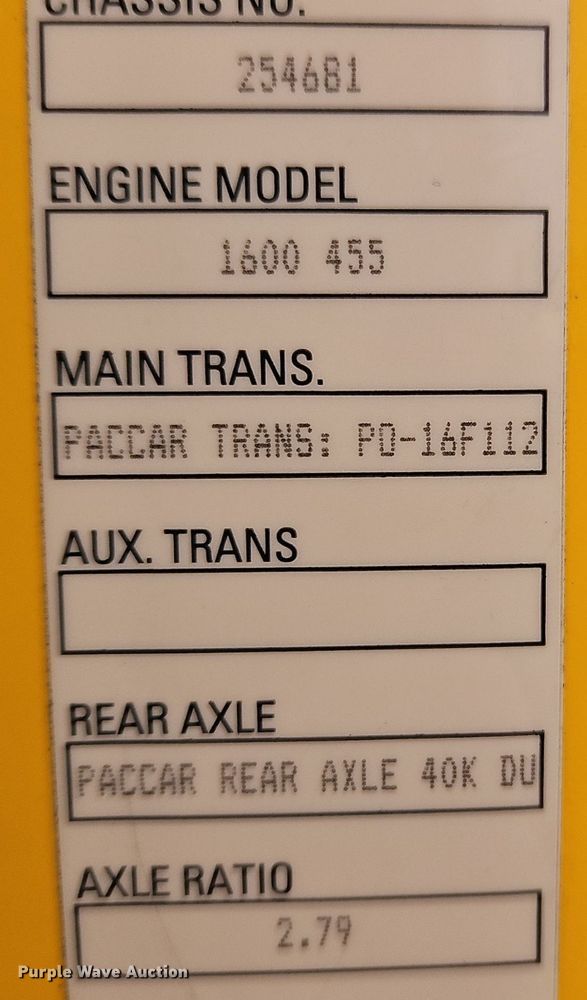 CHASSIS NO.
254681
ENGINE MODEL
1600 455
MAIN TRANS.
PACCAR TRANS: PO-16F112
AUX. TRANS
REAR AXLE
PACCAR REAR AXLE 40K DU
AXLE RATIO
2.79
Purple Wave Auction